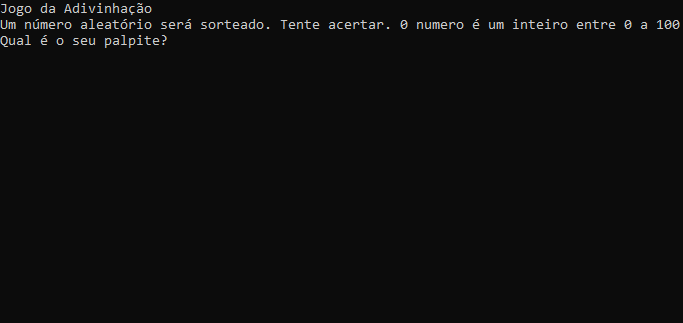 Jogo da Adivinhação
Um número aleatório será sorteado. Tente acertar. O numero é um inteiro entre 0 a 100
Qual é o seu palpite?